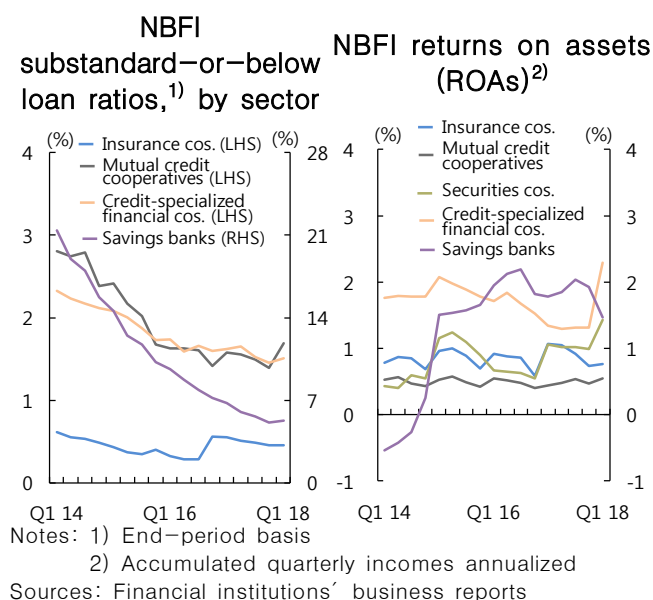 NBFI
substandard-or-below
loan ratios,1) by sector
(%)
(%)
Insurance cos. (LHS)
Mutual credit
cooperatives (LHS)
Credit-specialized
financial cos. (LHS)
Savings banks (RHS)
4
3
2
1
0
28
21
14
7
0
Q1 14
Q1 16
Q1 18
NBFI returns on assets
(ROAs)2)
(%)
(%)
Insurance cos.
Mutual credit
cooperatives
Securities cos.
Credit-specialized
financial co.
Savings banks
4
3
2
1
0
-1
4
3
2
1
0
-1
Q1 14
Q1 16
Q1 18
Notes: 1) End-period basis
2) Accumulated quarterly incomes annualized
Sources: Financial institutions' business reports